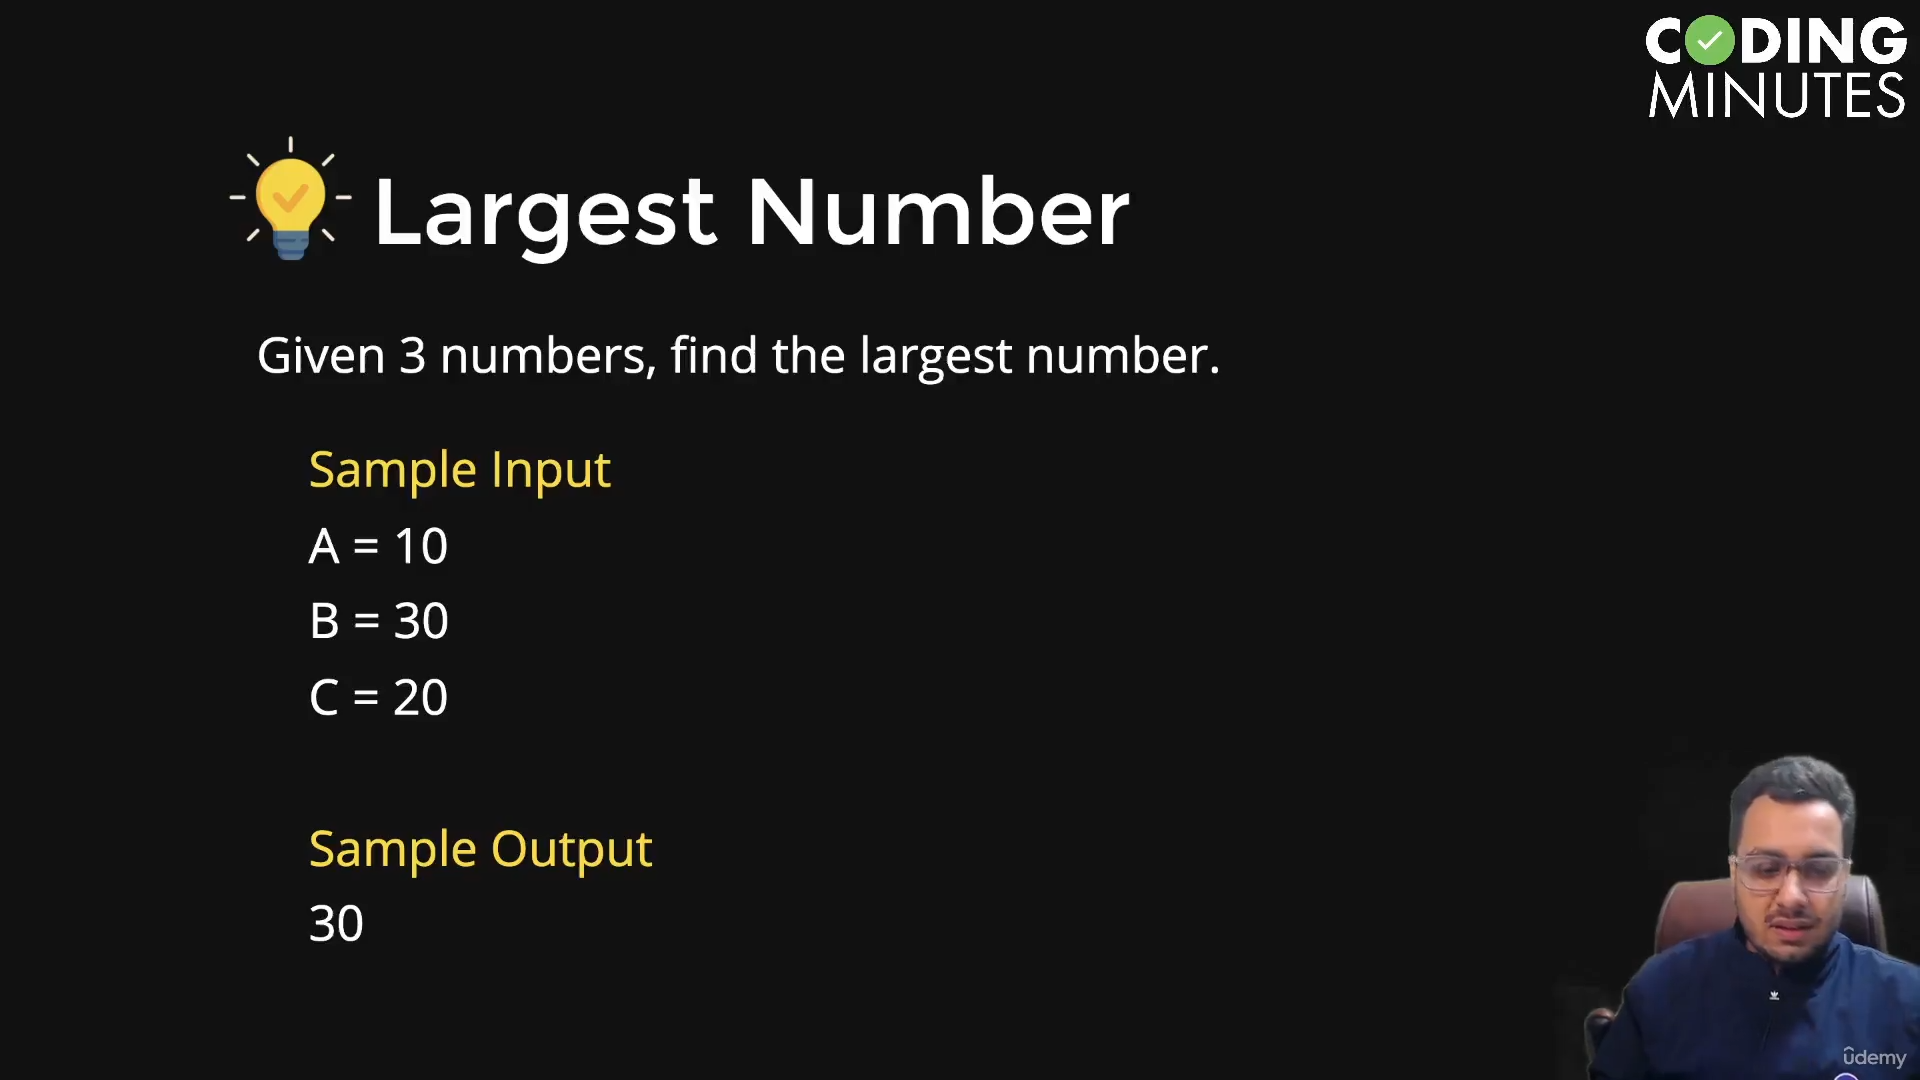 CODING
MINUTES
Largest Number
Given 3 numbers, find the largest number.
Sample Input
A = 10
B = 30
C = 20
Sample Output
30
ûdemy